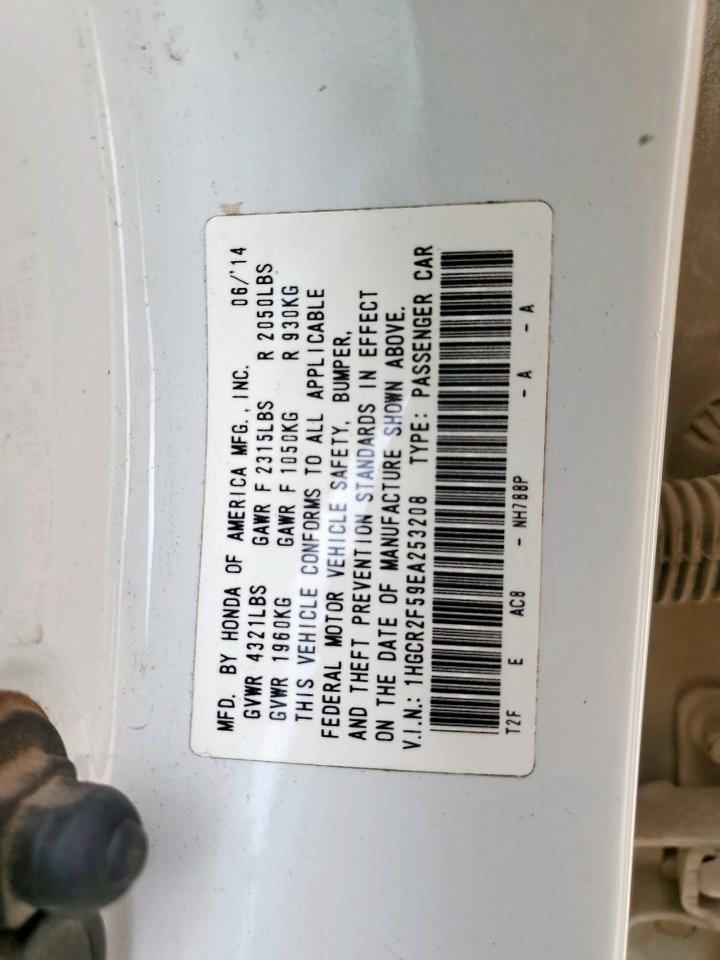 MFD. BY HONDA OF AMERICA MFG., INC. 06/'14
GVWR 4321LBS GAWR F 2315LBS R 2050LBS
GVWR 1960KG GAWR F 1050KG R 930KG
THIS VEHICLE CONFORMS TO ALL APPLICABLE
FEDERAL MOTOR VEHICLE SAFETY, BUMPER,
AND THEFT PREVENTION STANDARDS IN EFFECT
ON THE DATE OF MANUFACTURE SHOWN ABOVE.
V.I.N.: 1HGCR2F59EA253208 TYPE: PASSENGER CAR
T2F E AC8 - NH788P - A - A